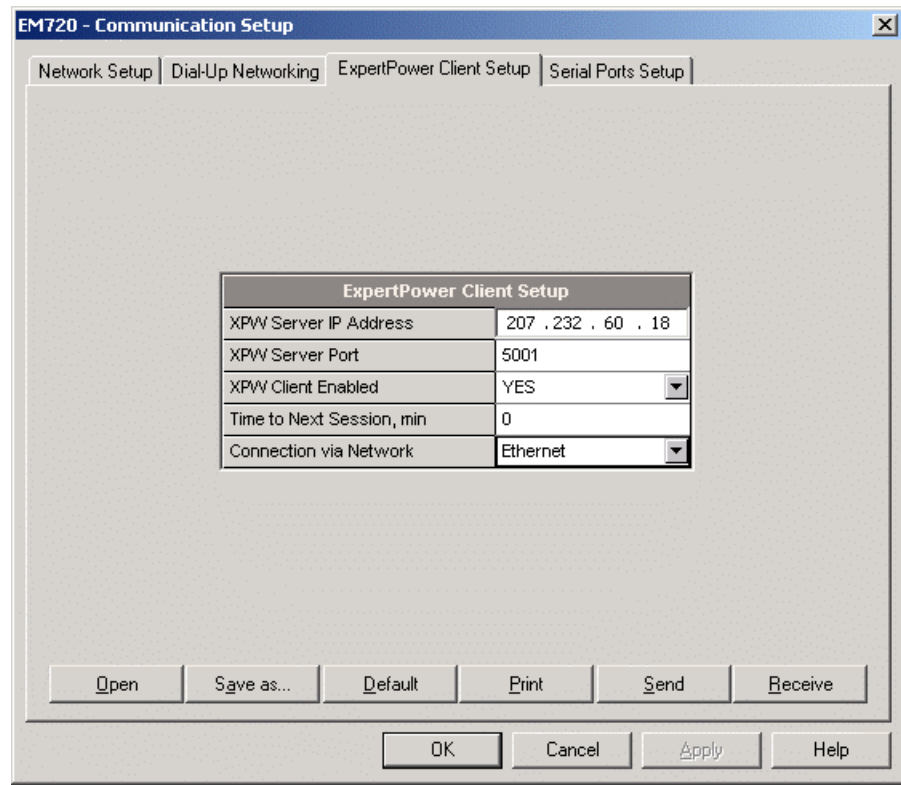 EM720 - Communication Setup
Network Setup Dial-Up Networking ExpertPower Client Setup Serial Ports Setup
ExpertPower Client Setup
XPW Server IP Address 207 . 232 . 60 . 18
XPW Server Port 5001
XPW Client Enabled YES
Time to Next Session, min 0
Connection via Network Ethernet
Open Save as... Default Print Send Receive
OK Cancel Apply Help